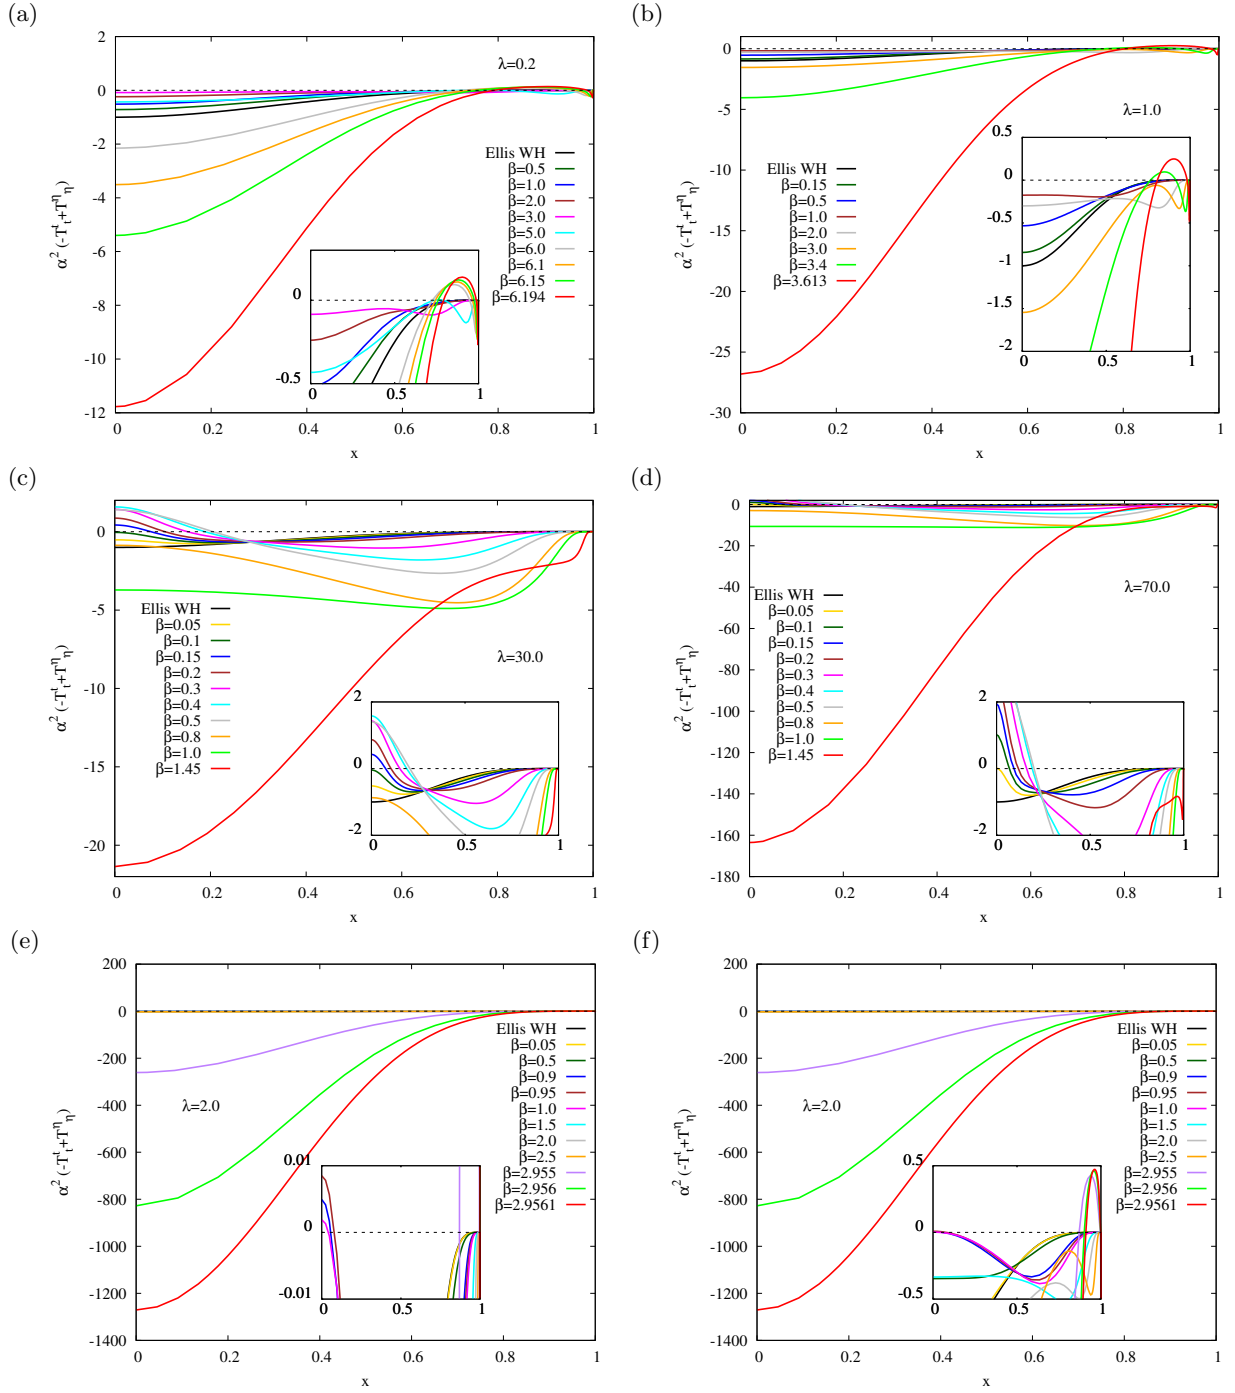 (a)
2
0
-2
-4
-6
-8
-10
-12
α² (-Tᵗₜ+T^η_η)
λ=0.2
Ellis WH
β=0.5
β=1.0
β=2.0
β=3.0
β=5.0
β=6.0
β=6.1
β=6.15
β=6.194
0
-0.5
0 0.5 1
0 0.2 0.4 0.6 0.8 1
x
(b)
0
-5
-10
-15
-20
-25
-30
α² (-Tᵗₜ+T^η_η)
λ=1.0
Ellis WH
β=0.15
β=0.5
β=1.0
β=2.0
β=3.0
β=3.4
β=3.613
0.5
0
-0.5
-1
-1.5
-2
0 0.5 1
0 0.2 0.4 0.6 0.8 1
x
(c)
0
-5
-10
-15
-20
α² (-Tᵗₜ+T^η_η)
Ellis WH
β=0.05
β=0.1
β=0.15
β=0.2
β=0.3
β=0.4
β=0.5
β=0.8
β=1.0
β=1.45
λ=30.0
2
0
-2
0 0.5 1
0 0.2 0.4 0.6 0.8 1
x
(d)
0
-20
-40
-60
-80
-100
-120
-140
-160
-180
α² (-Tᵗₜ+T^η_η)
λ=70.0
Ellis WH
β=0.05
β=0.1
β=0.15
β=0.2
β=0.3
β=0.4
β=0.5
β=0.8
β=1.0
β=1.45
2
0
-2
0 0.5 1
0 0.2 0.4 0.6 0.8 1
x
(e)
200
0
-200
-400
-600
-800
-1000
-1200
-1400
α² (-Tᵗₜ+T^η_η)
λ=2.0
Ellis WH
β=0.05
β=0.5
β=0.9
β=0.95
β=1.0
β=1.5
β=2.0
β=2.5
β=2.955
β=2.956
β=2.9561
0.01
0
-0.01
0 0.5 1
0 0.2 0.4 0.6 0.8 1
x
(f)
200
0
-200
-400
-600
-800
-1000
-1200
-1400
α² (-Tᵗₜ+T^η_η)
λ=2.0
Ellis WH
β=0.05
β=0.5
β=0.9
β=0.95
β=1.0
β=1.5
β=2.0
β=2.5
β=2.955
β=2.956
β=2.9561
0.5
0
-0.5
0 0.5 1
0 0.2 0.4 0.6 0.8 1
x